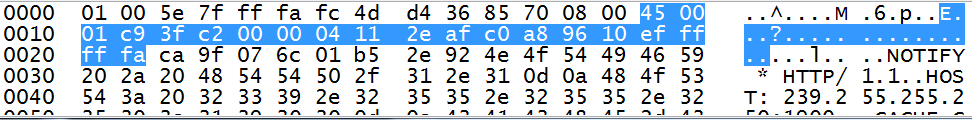 0000 01 00 5e 7f ff fa fc 4d d4 36 85 70 08 00 45 00 ..^....M .6.p..E.
0010 01 c9 3f c2 00 00 04 11 2e af c0 a8 96 10 ef ff ..?..... ........
0020 ff fa ca 9f 07 6c 01 b5 2e 92 4e 4f 54 49 46 59 .....l.. ..NOTIFY
0030 20 2a 20 48 54 54 50 2f 31 2e 31 0d 0a 48 4f 53 * HTTP/ 1.1..HOS
0040 54 3a 20 32 33 39 2e 32 35 35 2e 32 35 35 2e 32 T: 239.2 55.255.2